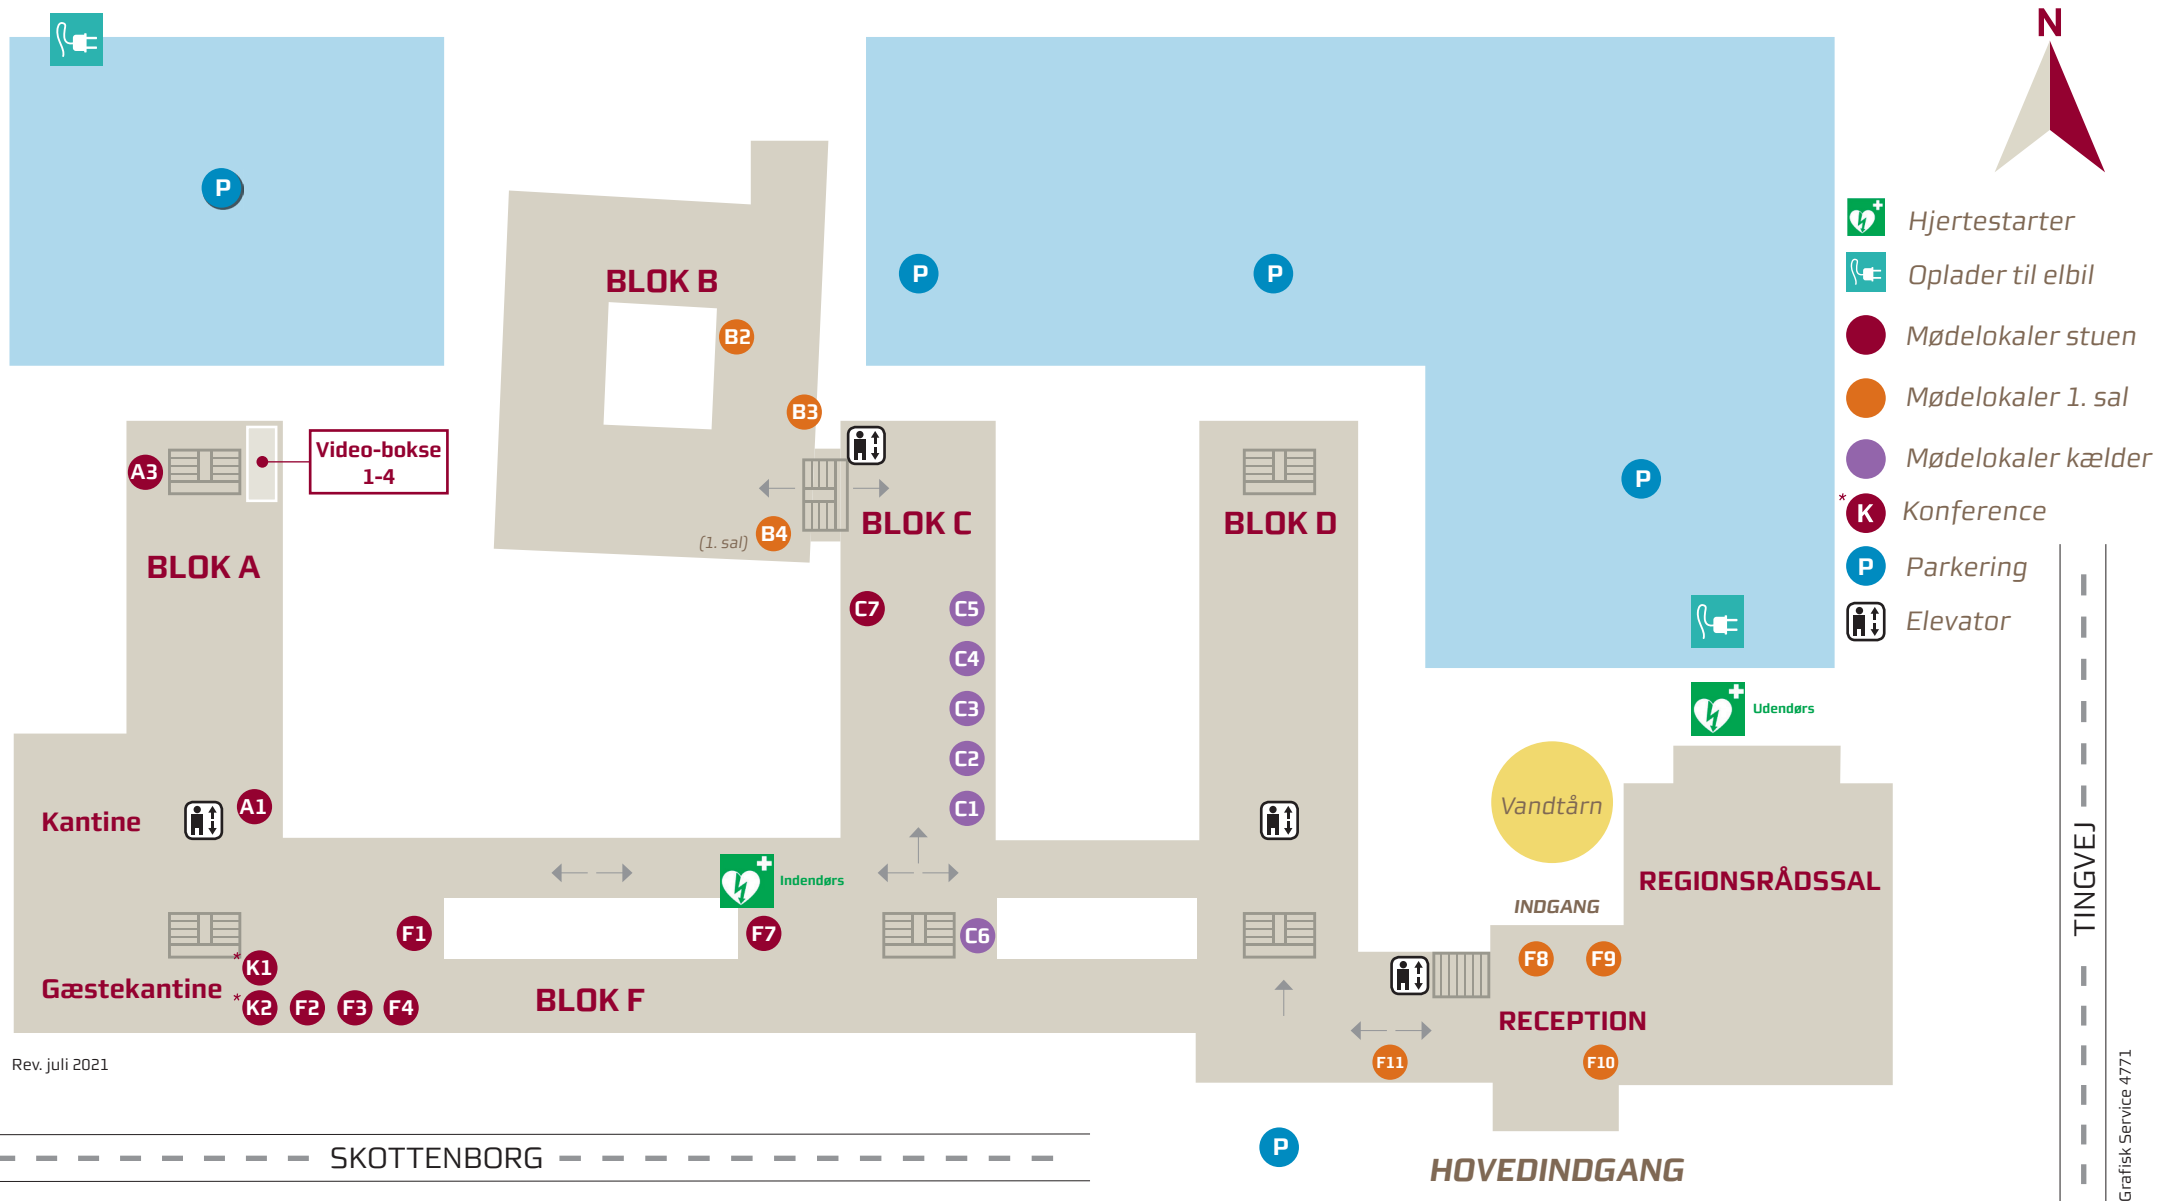 N
P
Hjertestarter
Oplader til elbil
Mødelokaler stuen
Mødelokaler 1. sal
Mødelokaler kælder
* K Konference
P Parkering
Elevator
BLOK B
P
P
B2
B3
Video-bokse
1-4
A3
P
BLOK C
BLOK D
B4
(1. sal)
BLOK A
C7
C5
C4
C3
C2
C1
Udendørs
Vandtårn
A1
Kantine
Indendørs
REGIONSRÅDSSAL
INDGANG
F1
F7
C6
F8
F9
* K1
Gæstekantine
* K2
F2
F3
F4
BLOK F
RECEPTION
F11
F10
Rev. juli 2021
SKOTTENBORG
P
HOVEDINDGANG
TINGVEJ
Grafisk Service 4771